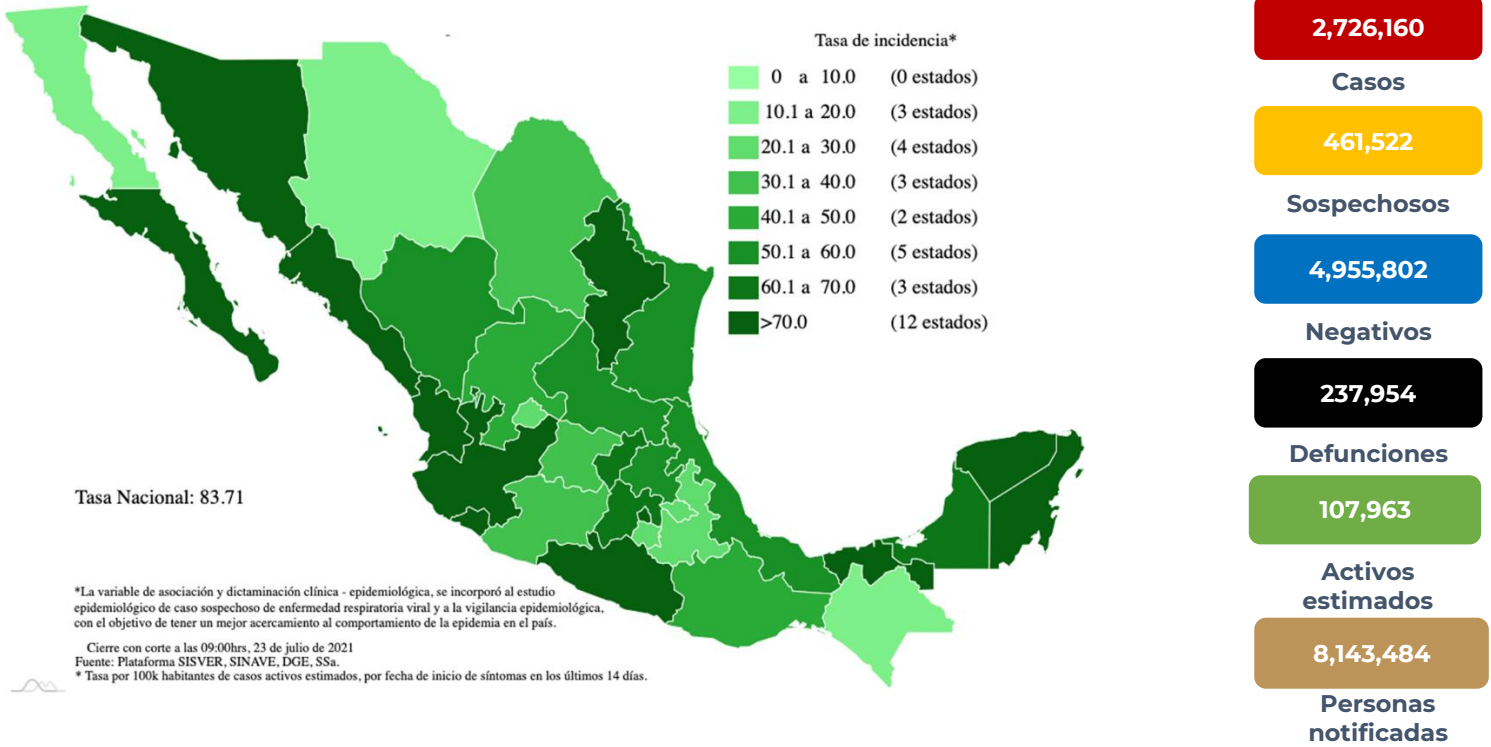 Tasa de incidencia*
0 a 10.0 (0 estados)
10.1 a 20.0 (3 estados)
20.1 a 30.0 (4 estados)
30.1 a 40.0 (3 estados)
40.1 a 50.0 (2 estados)
50.1 a 60.0 (5 estados)
60.1 a 70.0 (3 estados)
>70.0 (12 estados)
Tasa Nacional: 83.71
*La variable de asociación y dictaminación clínica - epidemiológica, se incorporó al estudio
epidemiológico de caso sospechoso de enfermedad respiratoria viral y a la vigilancia epidemiológica,
con el objetivo de tener un mejor acercamiento al comportamiento de la epidemia en el país.
Cierre con corte a las 09:00hrs, 23 de julio de 2021
Fuente: Plataforma SISVER, SINAVE, DGE, SSa.
* Tasa por 100k habitantes de casos activos estimados, por fecha de inicio de síntomas en los últimos 14 días.
2,726,160
Casos
461,522
Sospechosos
4,955,802
Negativos
237,954
Defunciones
107,963
Activos
estimados
8,143,484
Personas
notificadas